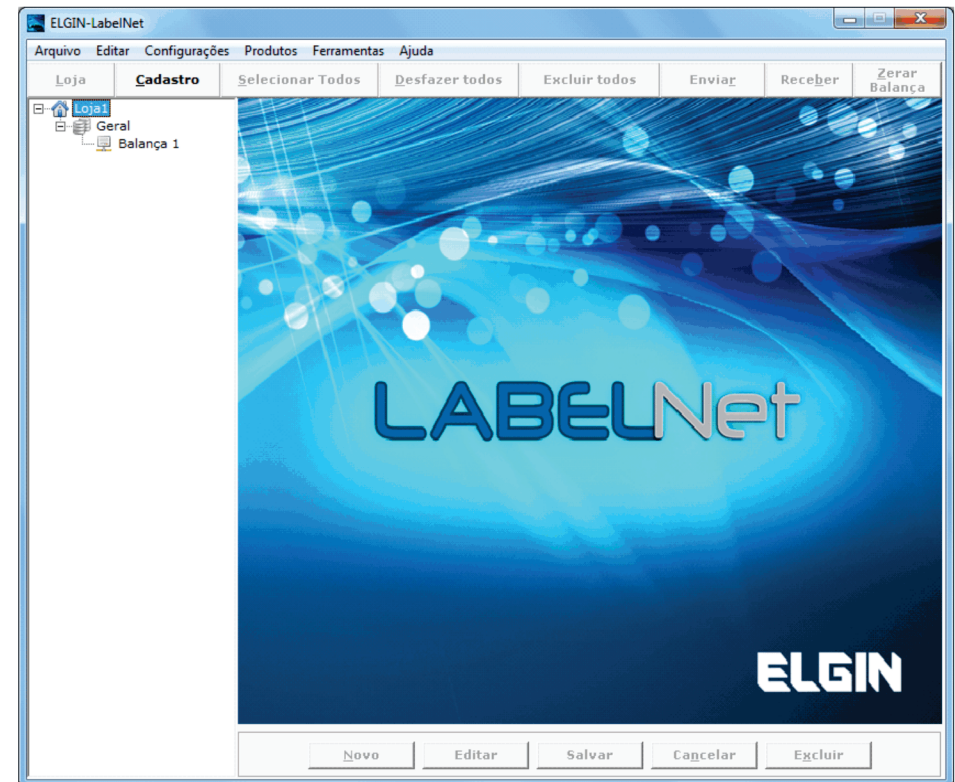 ELGIN-LabelNet
Arquivo Editar Configurações Produtos Ferramentas Ajuda
Loja Cadastro Selecionar Todos Desfazer todos Excluir todos Enviar Receber Zerar Balança
Loja1
Geral
Balança 1
LABELNet
ELGIN
Novo Editar Salvar Cancelar Excluir